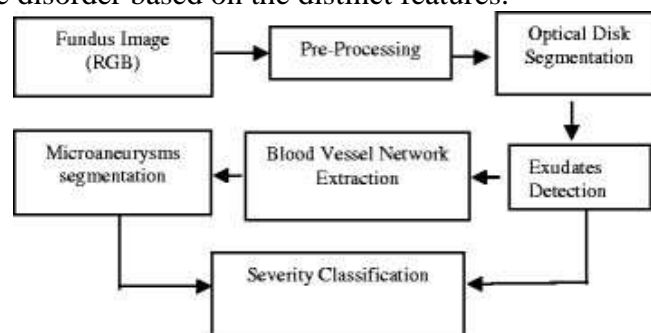 disorder based on the distinct features.
Fundus Image
(RGB)
Pre-Processing
Optical Disk
Segmentation
Microaneurysms
segmentation
Blood Vessel Network
Extraction
Exudates
Detection
Severity Classification